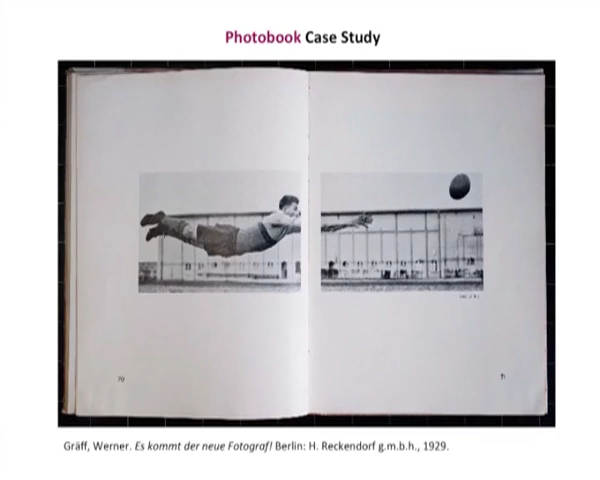 Photobook Case Study
70
71
Gräff, Werner. Es kommt der neue Fotograf! Berlin: H. Reckendorf g.m.b.h., 1929.